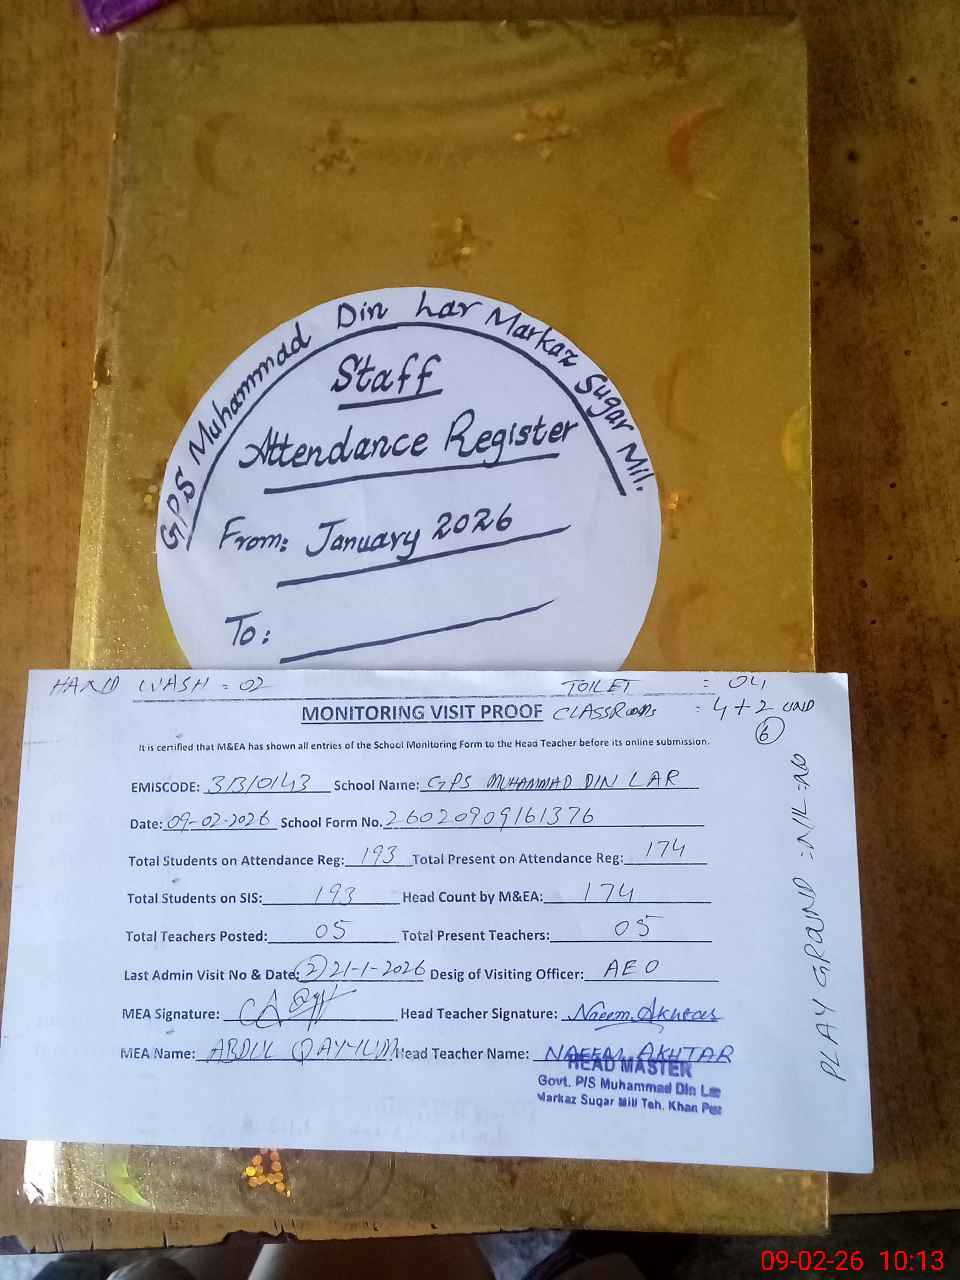 GPS Muhammad Din Lar Markaz Sugar Mil.
Staff
Attendance Register
From: January 2026
To:
HAND WASH = 02
TOILET : 04
MONITORING VISIT PROOF
CLASSROOMS : 4+2 UND
6
It is certified that M&EA has shown all entries of the School Monitoring Form to the Head Teacher before its online submission.
EMISCODE: 31310143 School Name: GPS MUHAMMAD DIN LAR
Date: 09-02-2026 School Form No. 26020909161376
Total Students on Attendance Reg: 193 Total Present on Attendance Reg: 174
Total Students on SIS: 193 Head Count by M&EA: 174
Total Teachers Posted: 05 Total Present Teachers: 05
Last Admin Visit No & Date: (2) 21-1-2026 Desig of Visiting Officer: AEO
MEA Signature: Head Teacher Signature: Naeem Akhtar
MEA Name: ABDUL QAYYUM Head Teacher Name: NAEEM AKHTAR
HEAD MASTER
Govt. P/S Muhammad Din Lar
Markaz Sugar Mill Teh. Khan Pur
PLAY GROUND = NIL = NO
09-02-26 10:13